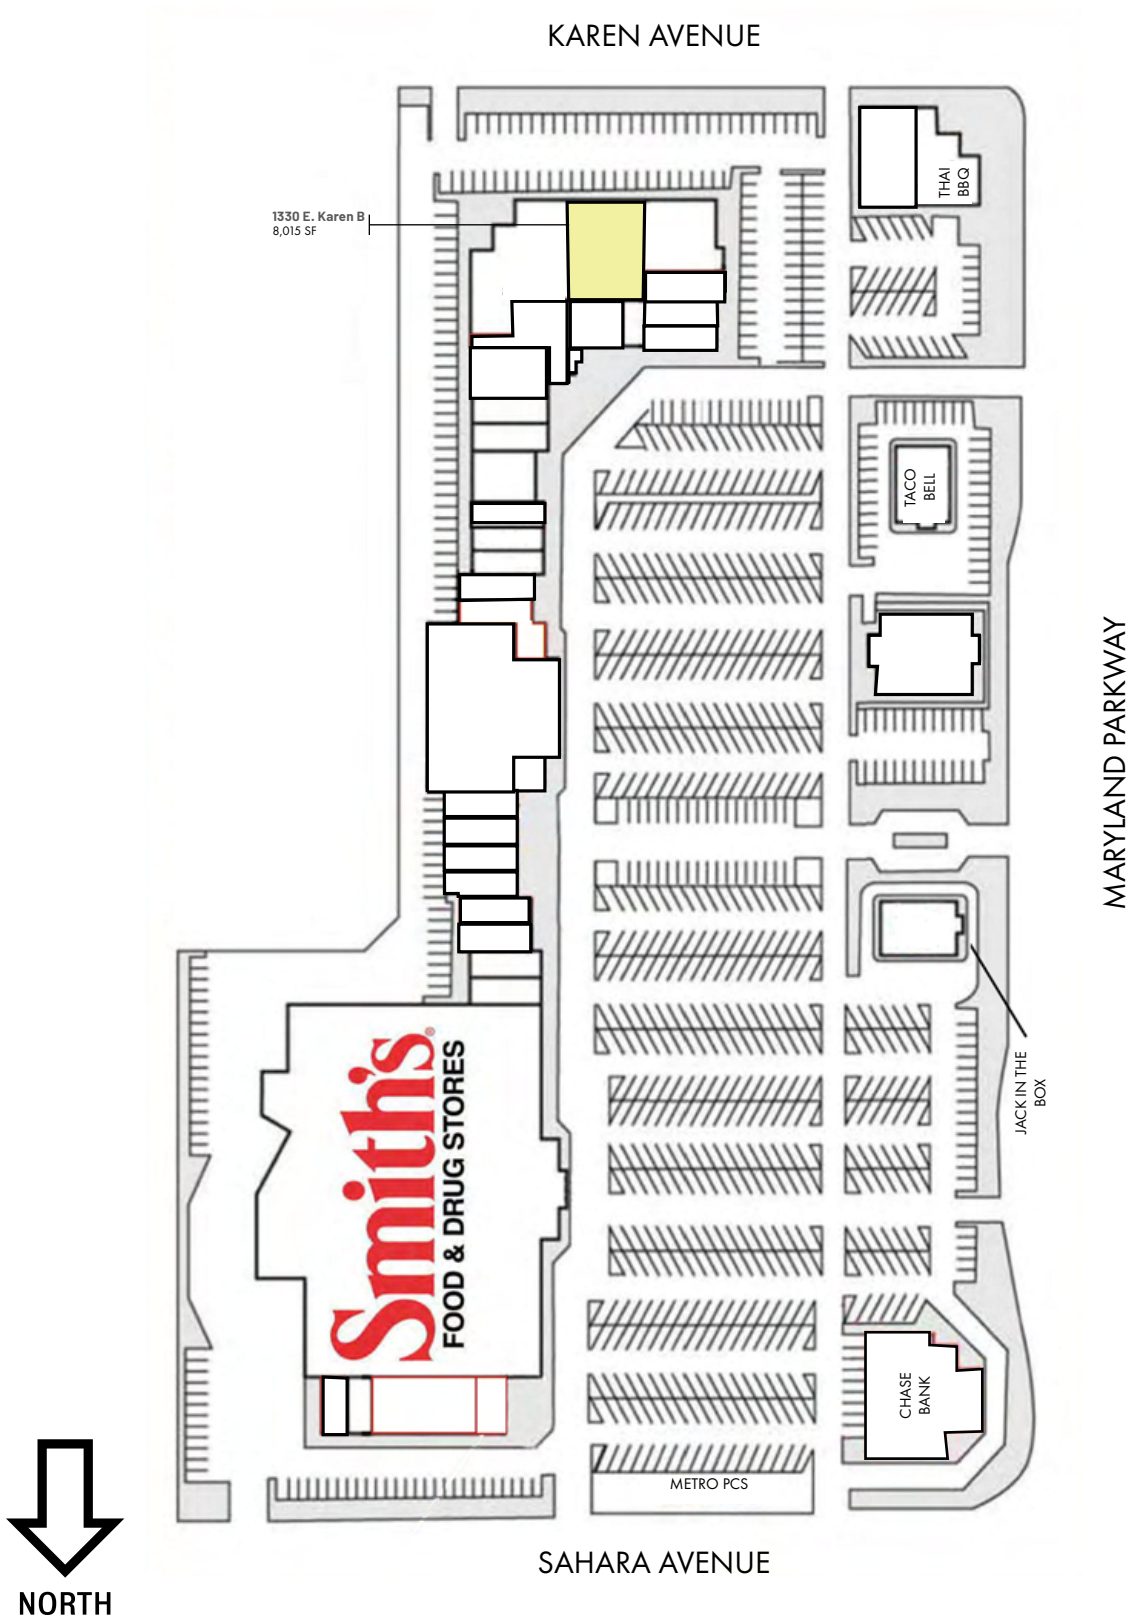 KAREN AVENUE
THAI
BBQ
1330 E. Karen B
8,015 SF
TACO
BELL
MARYLAND PARKWAY
JACK IN THE
BOX
Smith's®
FOOD & DRUG STORES
CHASE
BANK
METRO PCS
SAHARA AVENUE
NORTH